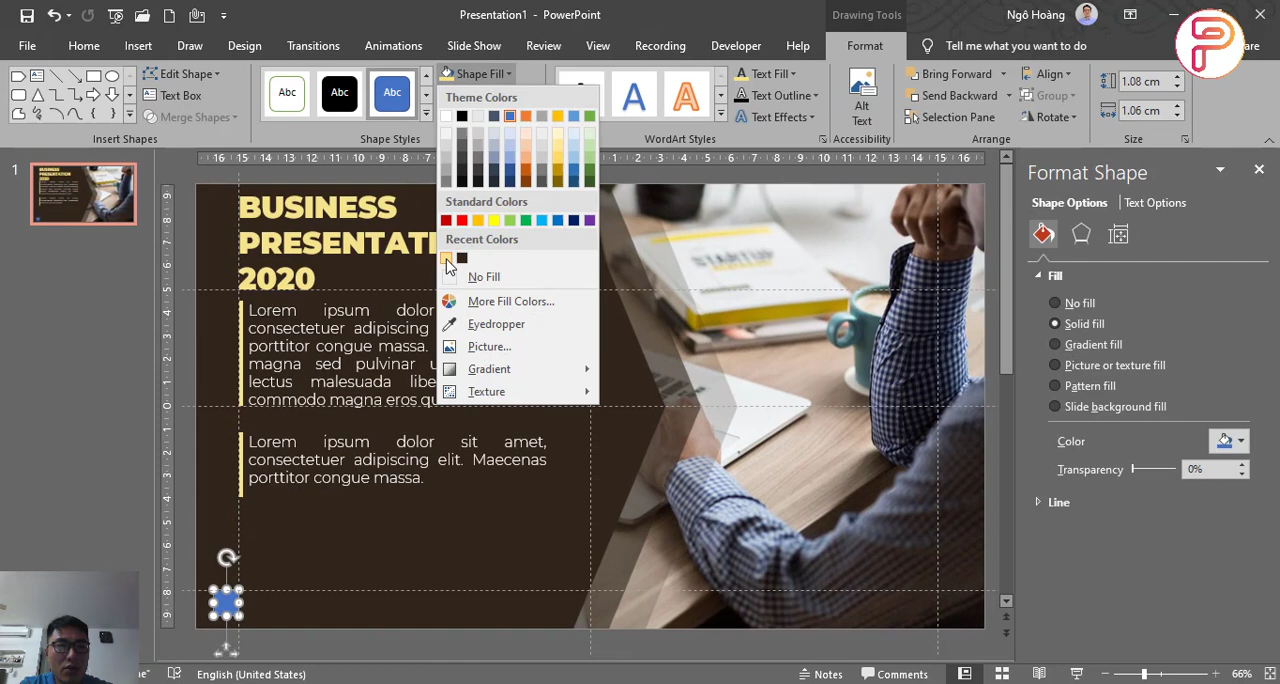 Presentation1 - PowerPoint
Drawing Tools
Ngô Hoàng
File
Home
Insert
Draw
Design
Transitions
Animations
Slide Show
Review
View
Recording
Developer
Help
Format
Tell me what you want to do
Edit Shape
Text Box
Merge Shapes
Insert Shapes
Abc
Abc
Abc
Shape Styles
Shape Fill
A
A
Text Fill
Text Outline
Text Effects
WordArt Styles
Alt
Text
Accessibility
Bring Forward
Send Backward
Selection Pane
Align
Group
Rotate
Arrange
1.08 cm
1.06 cm
Size
Theme Colors
Standard Colors
Recent Colors
No Fill
More Fill Colors...
Eyedropper
Picture...
Gradient
Texture
1
BUSINESS
PRESENTATI
2020
Lorem ipsum dolor
consectetuer adipiscing
porttitor congue massa.
magna sed pulvinar u
lectus malesuada libe
commodo magna eros qu
Lorem ipsum dolor sit amet,
consectetuer adipiscing elit. Maecenas
porttitor congue massa.
STARTUP
Format Shape
Shape Options
Text Options
Fill
No fill
Solid fill
Gradient fill
Picture or texture fill
Pattern fill
Slide background fill
Color
Transparency
0%
Line
English (United States)
Notes
Comments
66%